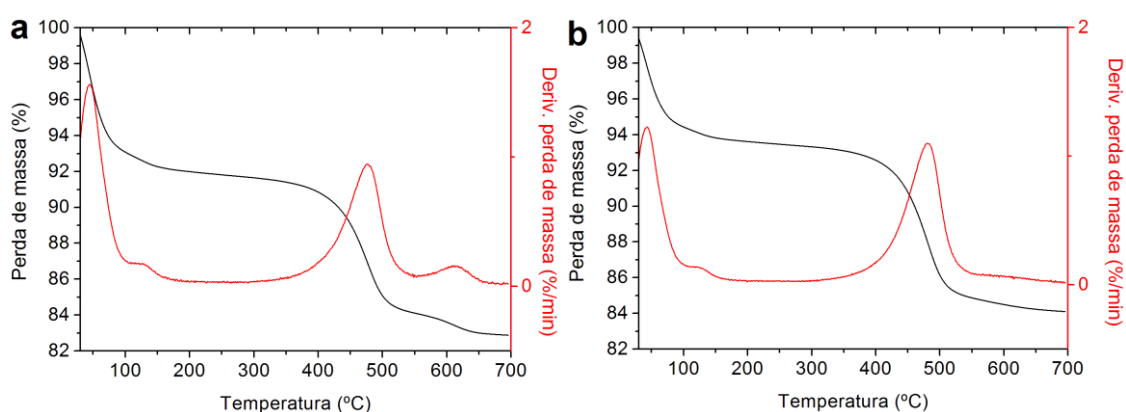 a
100
98
96
94
92
90
88
86
84
82
Perda de massa (%)
100 200 300 400 500 600 700
Temperatura (ºC)
2
0
Deriv. perda de massa (%/min)
b
100
98
96
94
92
90
88
86
84
82
Perda de massa (%)
100 200 300 400 500 600 700
Temperatura (ºC)
2
0
Deriv. perda
de massa (%/min)